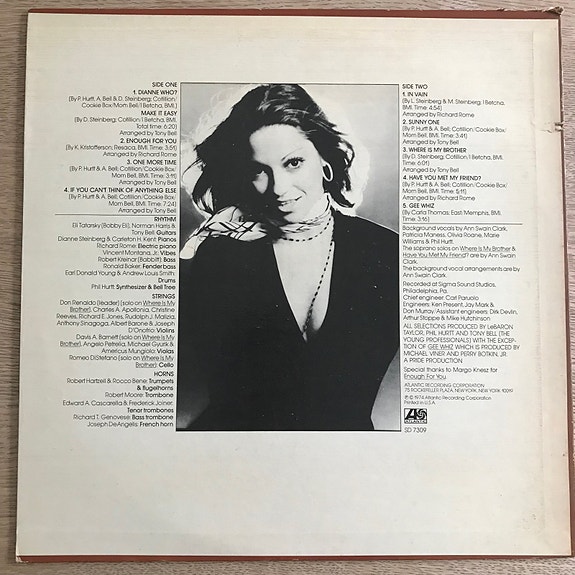 SIDE ONE
1. DIANNE WHO?
(By P. Hurtt, A. Bell & D. Steinberg; Cotillion/
Cookie Box/Mom Bell/I Betcha, BMI.)
MAKE IT EASY
(By D. Steinberg; Cotillion/I Betcha, BMI.
Total time: 6:20)
Arranged by Tony Bell
2. ENOUGH FOR YOU
(By K. Kristofferson; Resaca, BMI. Time: 3:51)
Arranged by Richard Rome
3. ONE MORE TIME
(By P. Hurtt & A. Bell; Cotillion/Cookie Box/
Mom Bell, BMI. Time: 3:11)
Arranged by Tony Bell
4. IF YOU CAN'T THINK OF ANYTHING ELSE
(By P. Hurtt & A. Bell; Cotillion/Cookie Box/
Mom Bell, BMI. Time: 7:24)
Arranged by Tony Bell
RHYTHM
Eli Tatarsky (Bobby Eli), Norman Harris &
Tony Bell: Guitars
Dianne Steinberg & Carleton H. Kent: Pianos
Richard Rome: Electric piano
Vincent Montana, Jr.: Vibes
Robert Kreinar (Babbit): Bass
Ronald Baker: Fender bass
Earl Donald Young & Andrew Louis Smith:
Drums
Phil Hurtt: Synthesizer & Bell Tree
STRINGS
Don Renaldo (leader) (solo on Where Is My
Brother), Charles A. Apollonia, Christine
Reeves, Richard E. Jones, Rudolph J. Malizia,
Anthony Sinagoga, Albert Barone & Joseph
D'Onofrio: Violins
Davis A. Barnett (solo on Where Is My
Brother), Angelo Petrella, Michael Gyurk &
Americus Mungiolo: Violas
Romeo DiStefano (solo on Where Is My
Brother): Cello
HORNS
Robert Hartzell & Rocco Bene: Trumpets
& Flugelhorns
Robert Moore: Trombone
Edward A. Cascarella & Frederick Joiner:
Tenor trombones
Richard T. Genovese: Bass trombone
Joseph DeAngelis: French horn
SIDE TWO
1. IN VAIN
(By L. Steinberg & M. Steinberg; I Betcha,
BMI. Time: 4:54)
Arranged by Richard Rome
2. SUNNY ONE
(By P. Hurtt & A. Bell; Cotillion/Cookie Box/
Mom Bell, BMI. Time: 3:41)
Arranged by Tony Bell
3. WHERE IS MY BROTHER
(By D. Steinberg; Cotillion/I Betcha, BMI.
Time: 6:01)
Arranged by Tony Bell
4. HAVE YOU MET MY FRIEND?
(By P. Hurtt & A. Bell; Cotillion/Cookie Box/
Mom Bell, BMI. Time: 5:11)
Arranged by Richard Rome
5. GEE WHIZ
(By Carla Thomas; East/Memphis, BMI.
Time: 3:16)
Background vocals by Ann Swain Clark,
Patricia Maness, Olivia Roane, Marie
Williams & Phil Hurtt.
The soprano solos on Where Is My Brother &
Have You Met My Friend? are by Ann Swain
Clark.
The background vocal arrangements are by
Ann Swain Clark.
Recorded at Sigma Sound Studios,
Philadelphia, Pa.
Chief engineer: Carl Paruolo
Engineers: Ken Present, Jay Mark &
Don Murray/Assistant engineers: Dirk Devlin,
Arthur Stoppe & Mike Hutchinson
ALL SELECTIONS PRODUCED BY LeBARON
TAYLOR, PHIL HURTT AND TONY BELL (THE
YOUNG PROFESSIONALS) WITH THE EXCEP-
TION OF GEE WHIZ WHICH IS PRODUCED BY
MICHAEL VINER AND PERRY BOTKIN, JR.
A PRIDE PRODUCTION
Special thanks to Margo Knesz for
Enough For You
ATLANTIC RECORDING CORPORATION
75 ROCKEFELLER PLAZA, NEW YORK, NEW YORK 10019
℗ © 1974 Atlantic Recording Corporation
Printed in U.S.A.
ATLANTIC
SD 7309